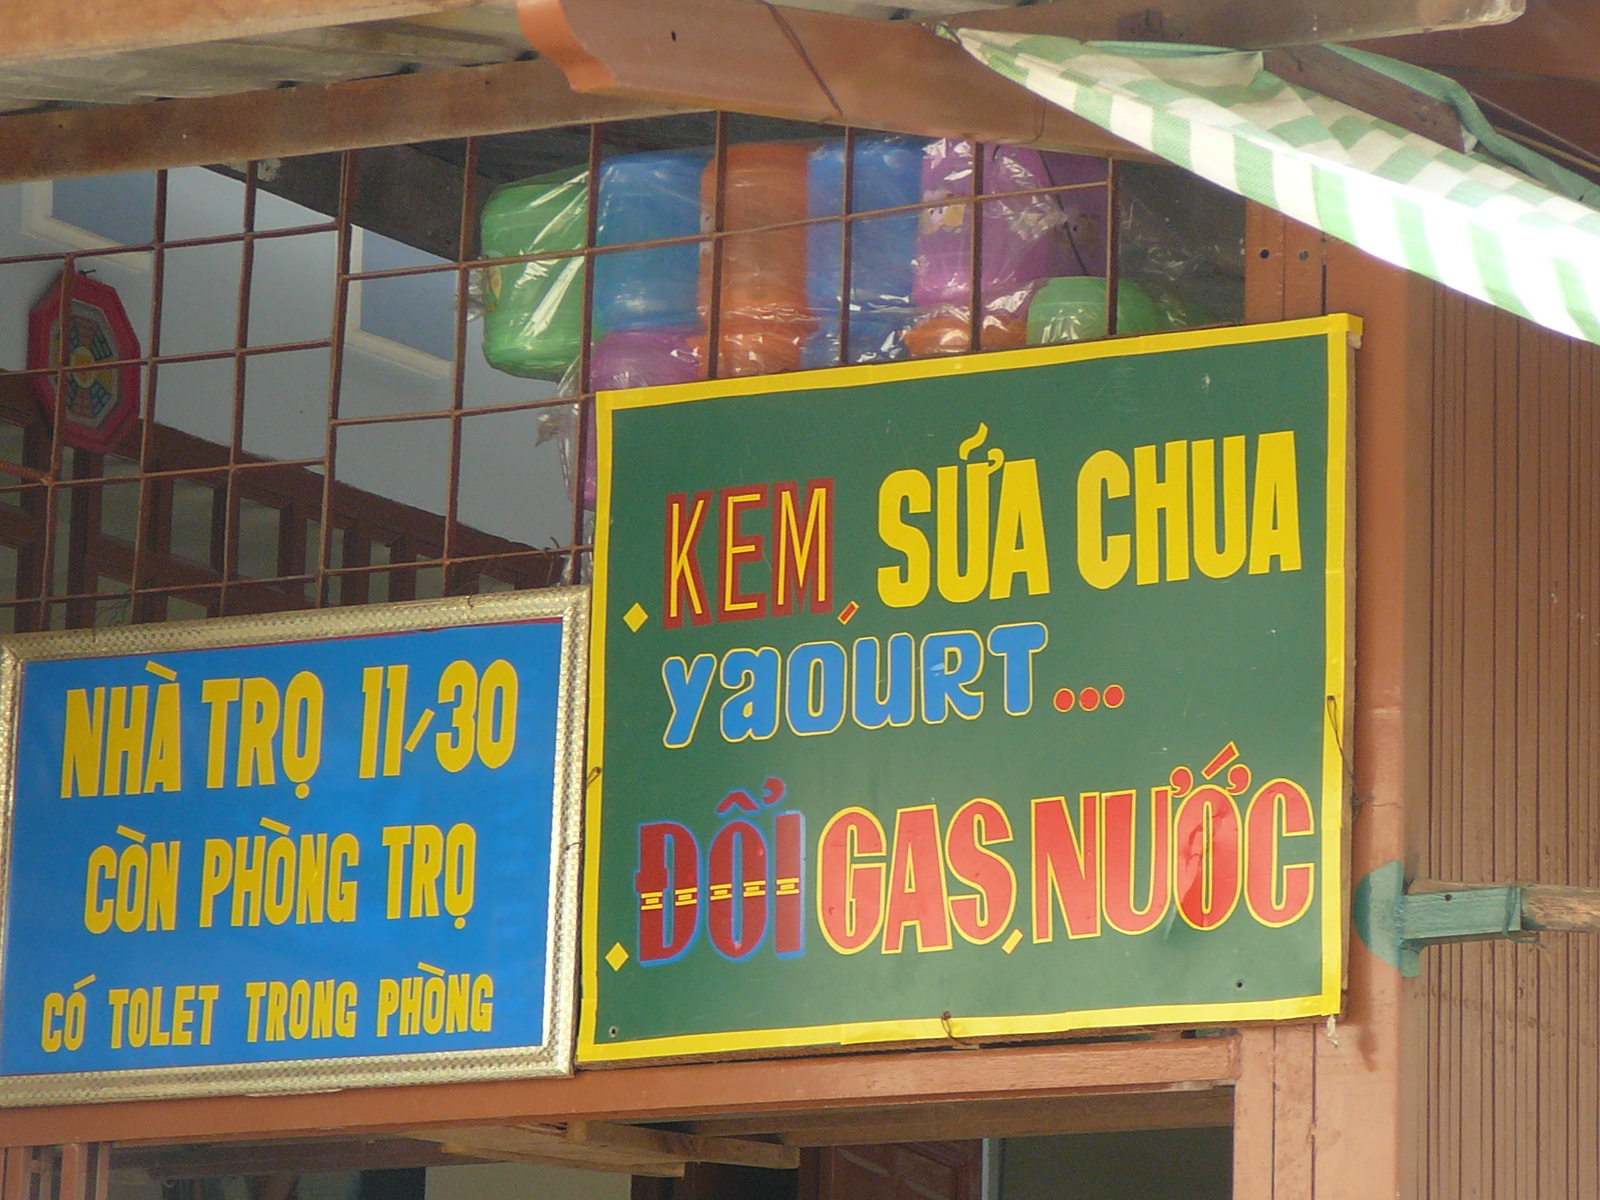 NHÀ TRỌ 11/30
CÒN PHÒNG TRỌ
CÓ TOLET TRONG PHÒNG
KEM, SỮA CHUA
YaOURT...
ĐỔI GAS, NƯỚC